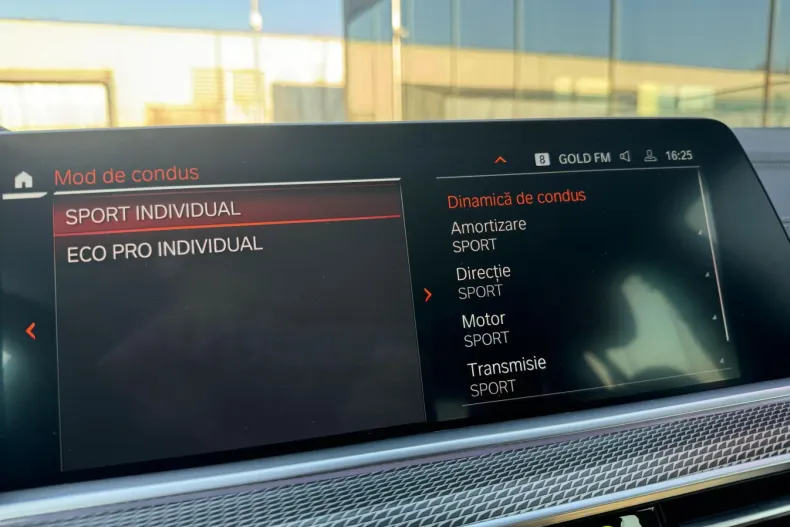 8 GOLD FM 16:25
Mod de condus
SPORT INDIVIDUAL
ECO PRO INDIVIDUAL
Dinamică de condus
Amortizare
SPORT
Direcție
SPORT
Motor
SPORT
Transmisie
SPORT